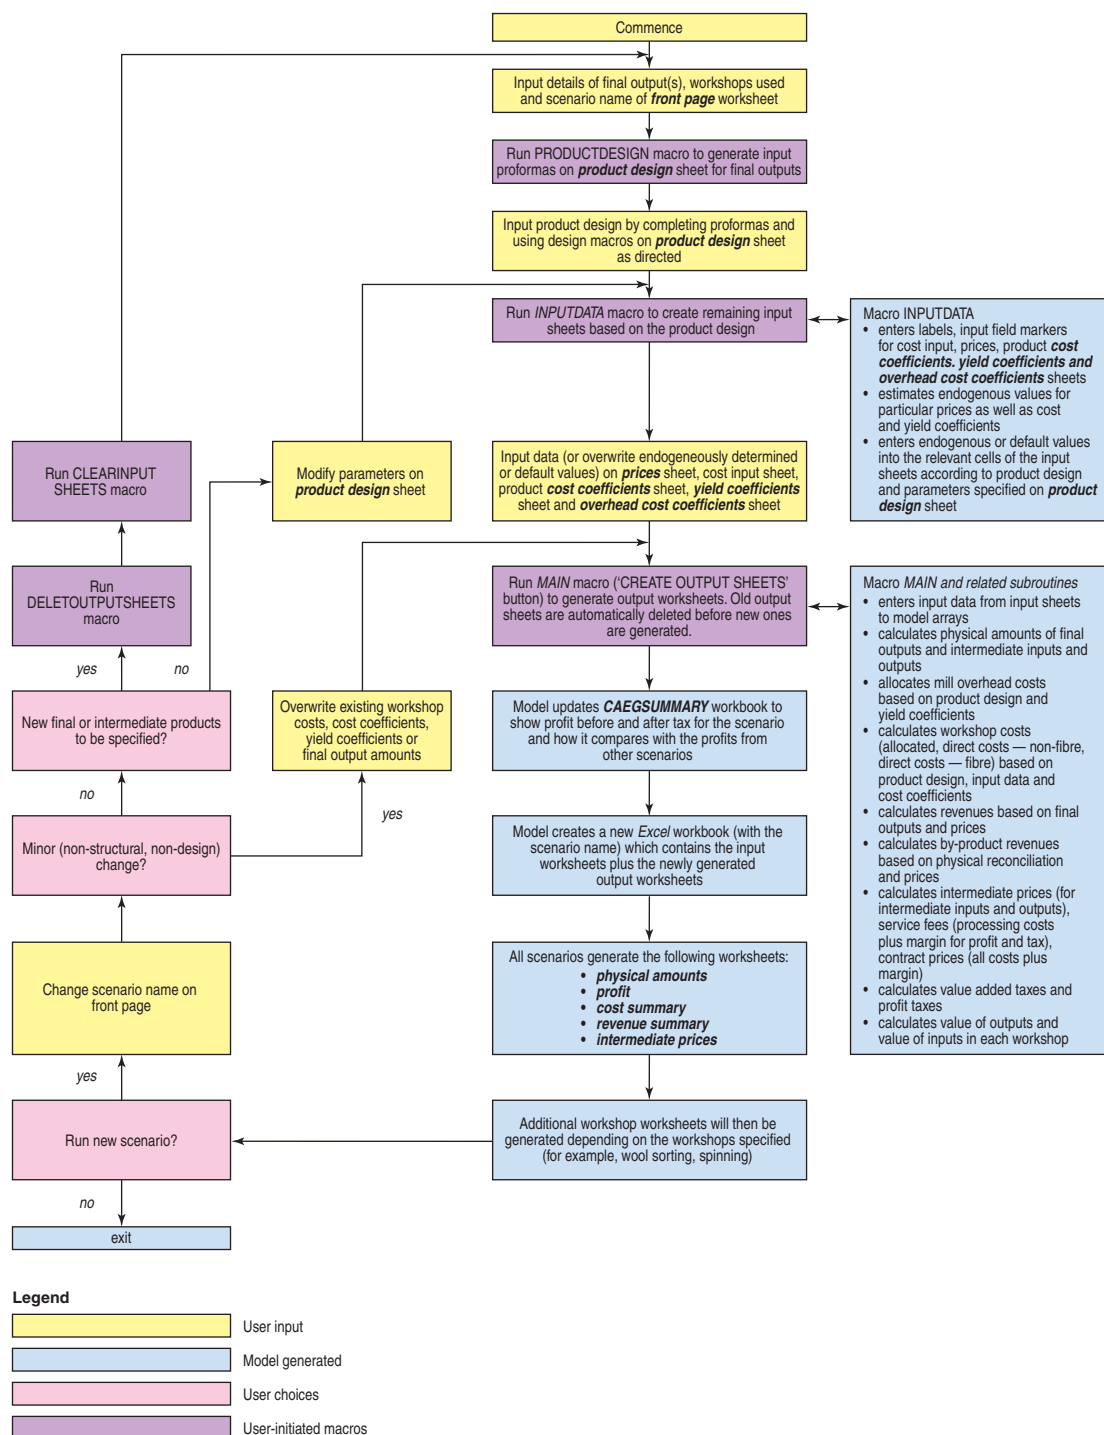 Commence
Input details of final output(s), workshops used
and scenario name of front page worksheet
Run PRODUCTDESIGN macro to generate input
proformas on product design sheet for final outputs
Input product design by completing proformas and
using design macros on product design sheet
as directed
Run INPUTDATA macro to create remaining input
sheets based on the product design
Macro INPUTDATA
• enters labels, input field markers
for cost input, prices, product cost
coefficients. yield coefficients and
overhead cost coefficients sheets
• estimates endogenous values for
particular prices as well as cost
and yield coefficients
• enters endogenous or default values
into the relevant cells of the input
sheets according to product design
and parameters specified on product
design sheet
Run CLEARINPUT
SHEETS macro
Modify parameters on
product design sheet
Input data (or overwrite endogeneously determined
or default values) on prices sheet, cost input sheet,
product cost coefficients sheet, yield coefficients
sheet and overhead cost coefficients sheet
Run
DELETOUTPUTSHEETS
macro
Run MAIN macro (‘CREATE OUTPUT SHEETS’
button) to generate output worksheets. Old output
sheets are automatically deleted before new ones
are generated.
Macro MAIN and related subroutines
• enters input data from input sheets
to model arrays
• calculates physical amounts of final
outputs and intermediate inputs and
outputs
• allocates mill overhead costs
based on product design and
yield coefficients
• calculates workshop costs
(allocated, direct costs — non-fibre,
direct costs — fibre) based on
product design, input data and
cost coefficients
• calculates revenues based on final
outputs and prices
• calculates by-product revenues
based on physical reconciliation
and prices
• calculates intermediate prices (for
intermediate inputs and outputs),
service fees (processing costs
plus margin for profit and tax),
contract prices (all costs plus
margin)
• calculates value added taxes and
profit taxes
• calculates value of outputs and
value of inputs in each workshop
yes
no
New final or intermediate products
to be specified?
Overwrite existing workshop
costs, cost coefficients,
yield coefficients or
final output amounts
Model updates CAEGSUMMARY workbook to
show profit before and after tax for the scenario
and how it compares with the profits from
other scenarios
no
yes
Minor (non-structural, non-design)
change?
Model creates a new Excel workbook (with the
scenario name) which contains the input
worksheets plus the newly generated
output worksheets
Change scenario name on
front page
All scenarios generate the following worksheets:
• physical amounts
• profit
• cost summary
• revenue summary
• intermediate prices
yes
Run new scenario?
Additional workshop worksheets will then be
generated depending on the workshops specified
(for example, wool sorting, spinning)
no
exit
Legend
User input
Model generated
User choices
User-initiated macros